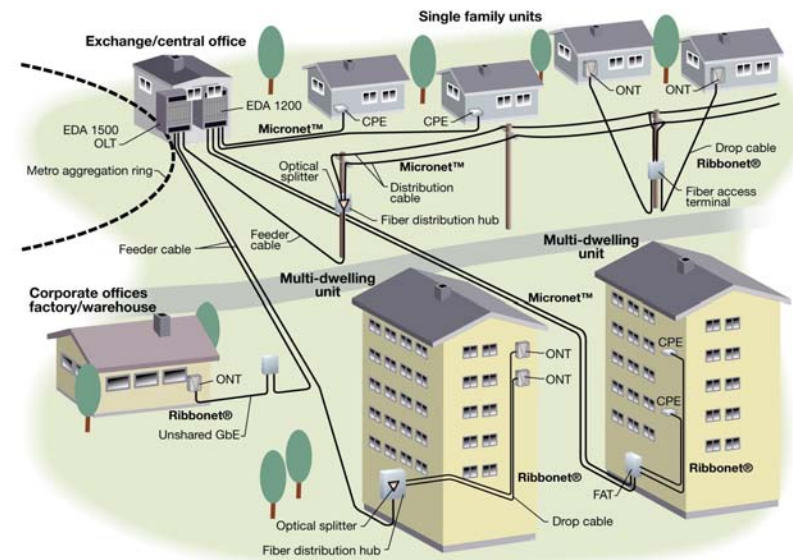 Single family units
Exchange/central office
ONT
ONT
EDA 1200
CPE
CPE
EDA 1500
OLT
Micronet™
Metro aggregation ring
Optical
splitter
Micronet™
Distribution
cable
Drop cable
Ribbonet®
Fiber access
terminal
Fiber distribution hub
Feeder cable
Feeder
cable
Multi-dwelling
unit
Multi-dwelling
unit
Micronet™
Corporate offices
factory/warehouse
ONT
Ribbonet®
Unshared GbE
ONT
ONT
CPE
CPE
Ribbonet®
Ribbonet®
FAT
Drop cable
Optical splitter
Fiber distribution hub